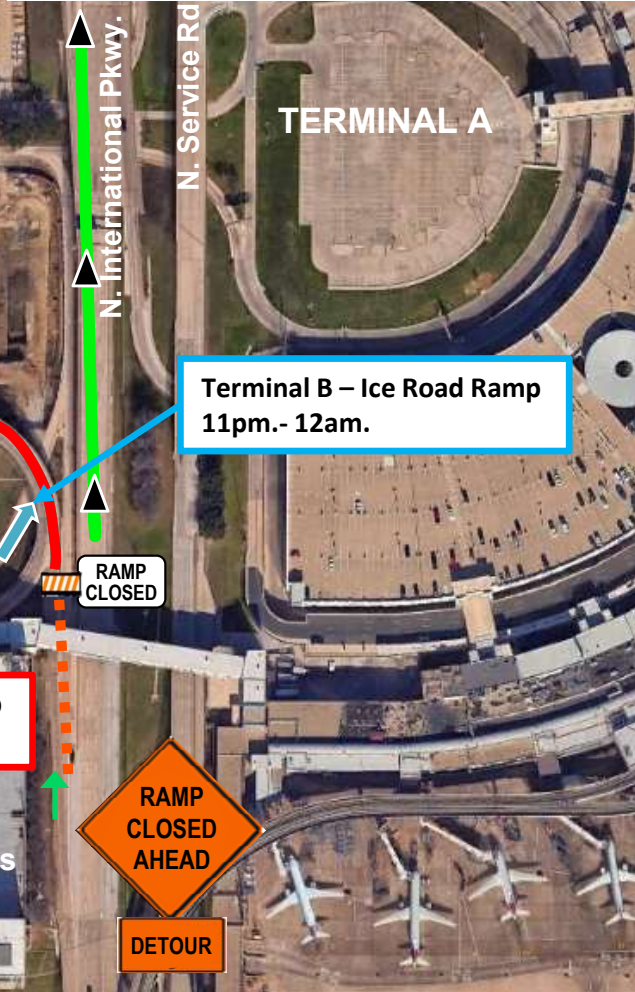 N. International Pkwy.
N. Service Rd
TERMINAL A
Terminal B – Ice Road Ramp
11pm.- 12am.
RAMP
CLOSED
RAMP
CLOSED
AHEAD
DETOUR